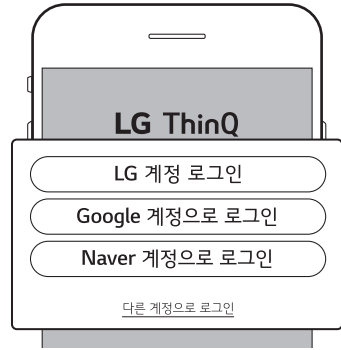 LG ThinQ
LG 계정 로그인
Google 계정으로 로그인
Naver 계정으로 로그인
다른 계정으로 로그인